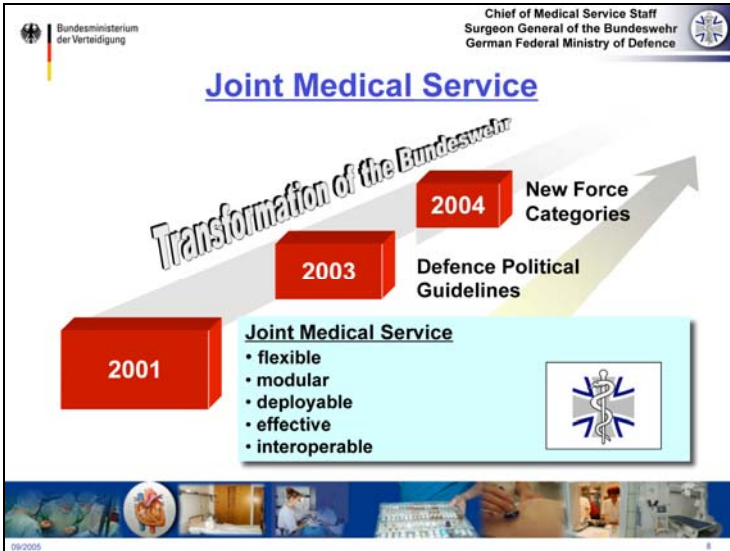 Bundesministerium
der Verteidigung
Chief of Medical Service Staff
Surgeon General of the Bundeswehr
German Federal Ministry of Defence
Joint Medical Service
Transformation of the Bundeswehr
2004
New Force
Categories
2003
Defence Political
Guidelines
2001
Joint Medical Service
• flexible
• modular
• deployable
• effective
• interoperable
09/2005
8